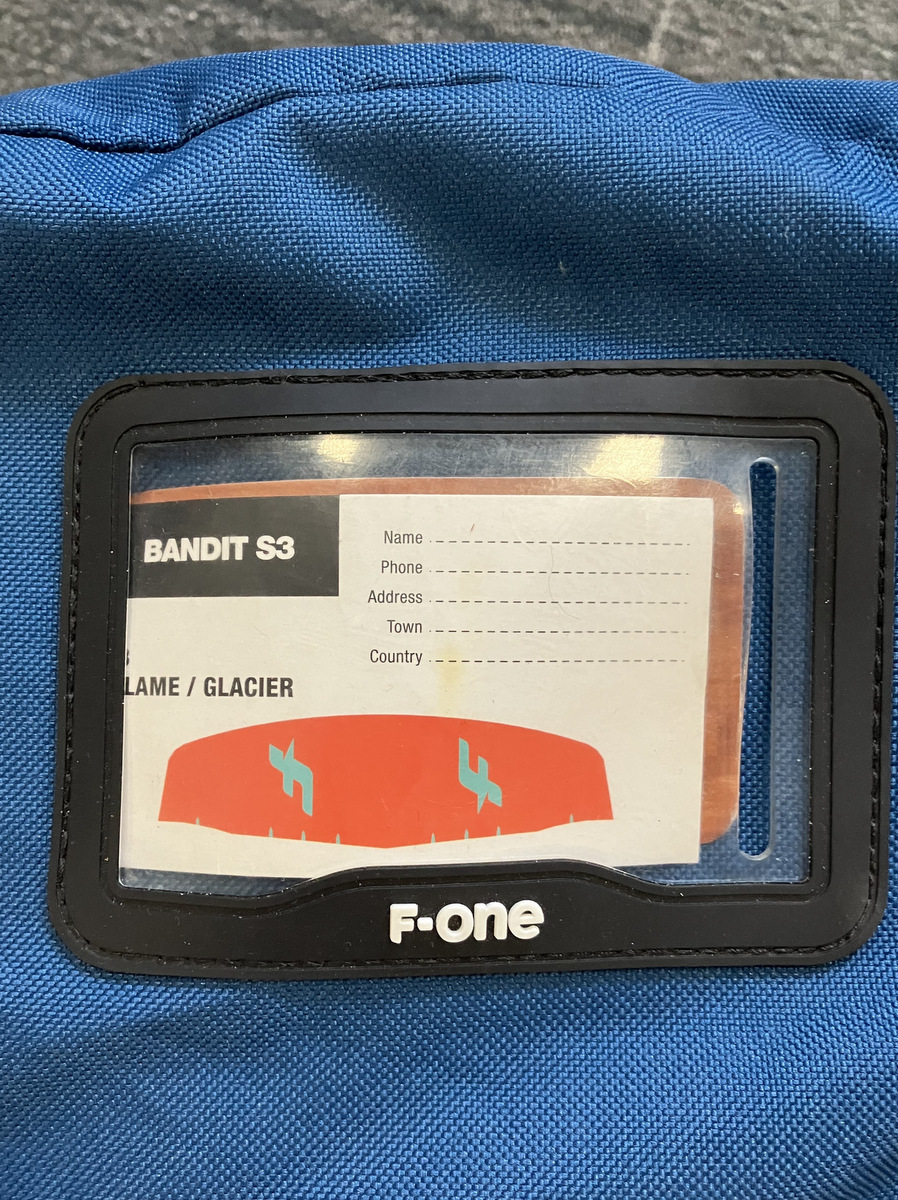 BANDIT S3
Name
Phone
Address
Town
Country
LAME / GLACIER
F-one